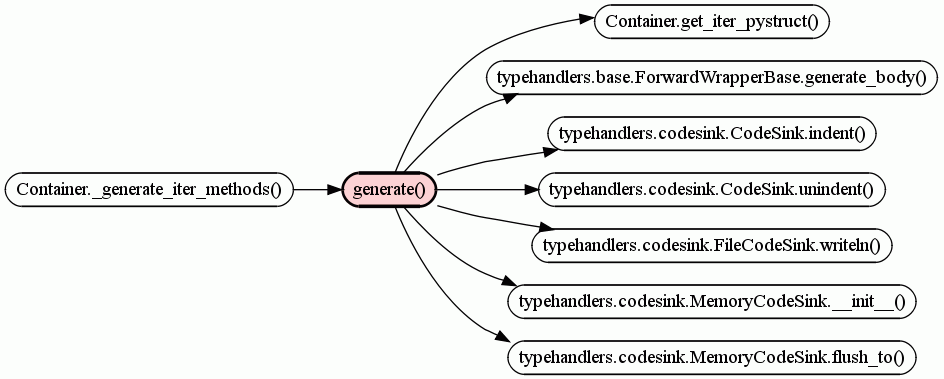 Container.get_iter_pystruct()
typehandlers.base.ForwardWrapperBase.generate_body()
typehandlers.codesink.CodeSink.indent()
Container._generate_iter_methods()
generate()
typehandlers.codesink.CodeSink.unindent()
typehandlers.codesink.FileCodeSink.writeln()
typehandlers.codesink.MemoryCodeSink.__init__()
typehandlers.codesink.MemoryCodeSink.flush_to()